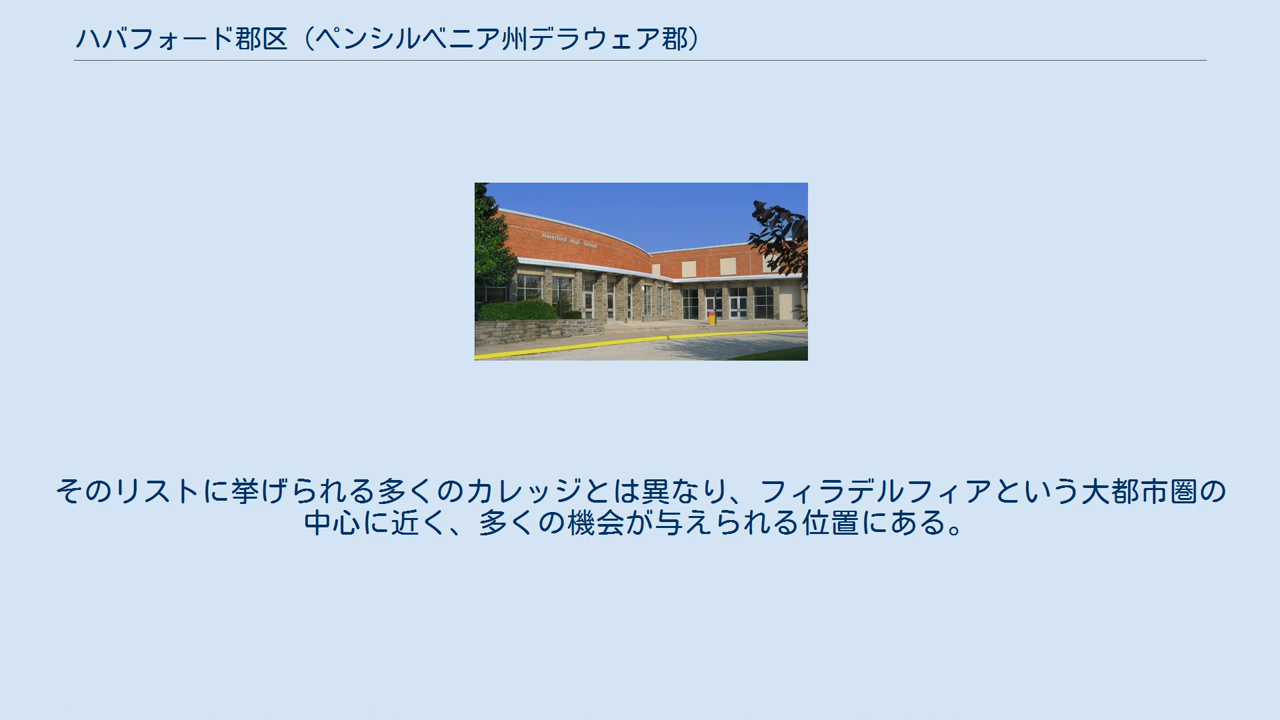 ハバフォード郡区（ペンシルベニア州デラウェア郡）
Haverford High School
そのリストに挙げられる多くのカレッジとは異なり、フィラデルフィアという大都市圏の
中心に近く、多くの機会が与えられる位置にある。